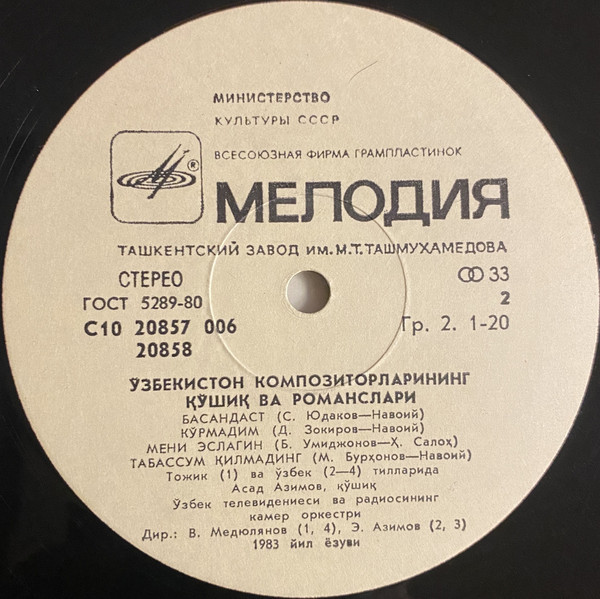 МИНИСТЕРСТВО
КУЛЬТУРЫ СССР
ВСЕСОЮЗНАЯ ФИРМА ГРАМПЛАСТИНОК
®
МЕЛОДИЯ
ТАШКЕНТСКИЙ ЗАВОД ИМ. М.Т.ТАШМУХАМЕДОВА
СТЕРЕО 33
ГОСТ 5289-80 2
С10 20857 006 Гр. 2. 1-20
20858
ЎЗБЕКИСТОН КОМПОЗИТОРЛАРИНИНГ
ҚЎШИҚ ВА РОМАНСЛАРИ
БАСАНДАСТ (С. Юдаков—Навоий)
КЎРМАДИМ (Д. Зокиров—Навоий)
МЕНИ ЭСЛАГИН (Б. Умиджонов—Ҳ. Салоҳ)
ТАБАССУМ ҚИЛМАДИНГ (М. Бурҳонов—Навоий)
Тожик (1) ва ўзбек (2—4) тилларида
Асад Азимов, қўшиқ
Ўзбек телевидениеси ва радиосининг
камер оркестри
Дир.: В. Медюлянов (1, 4), Э. Азимов (2, 3)
1983 йил ёзуви